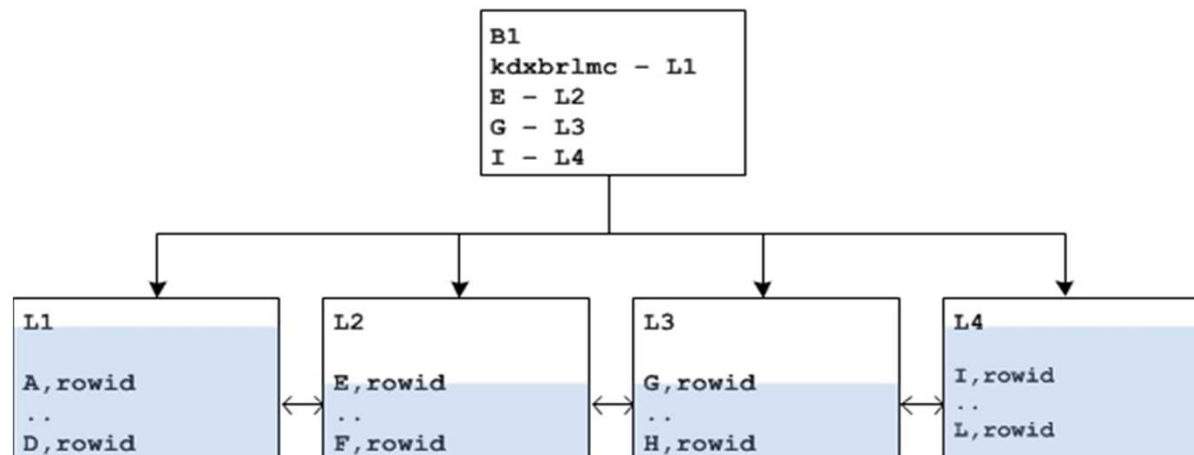 B1
kdxbrlmc - L1
E - L2
G - L3
I - L4
L1
A,rowid
..
D,rowid
L2
E,rowid
..
F,rowid
L3
G,rowid
..
H,rowid
L4
I,rowid
..
L,rowid